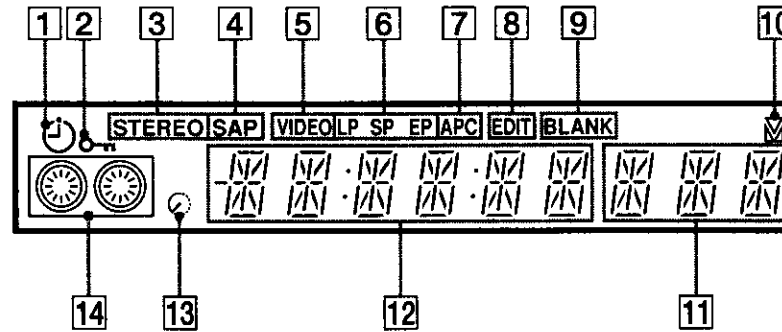 1 2 3 4 5 6 7 8 9 10
STEREO SAP VIDEO LP SP EP APC EDIT BLANK
14 13 12 11